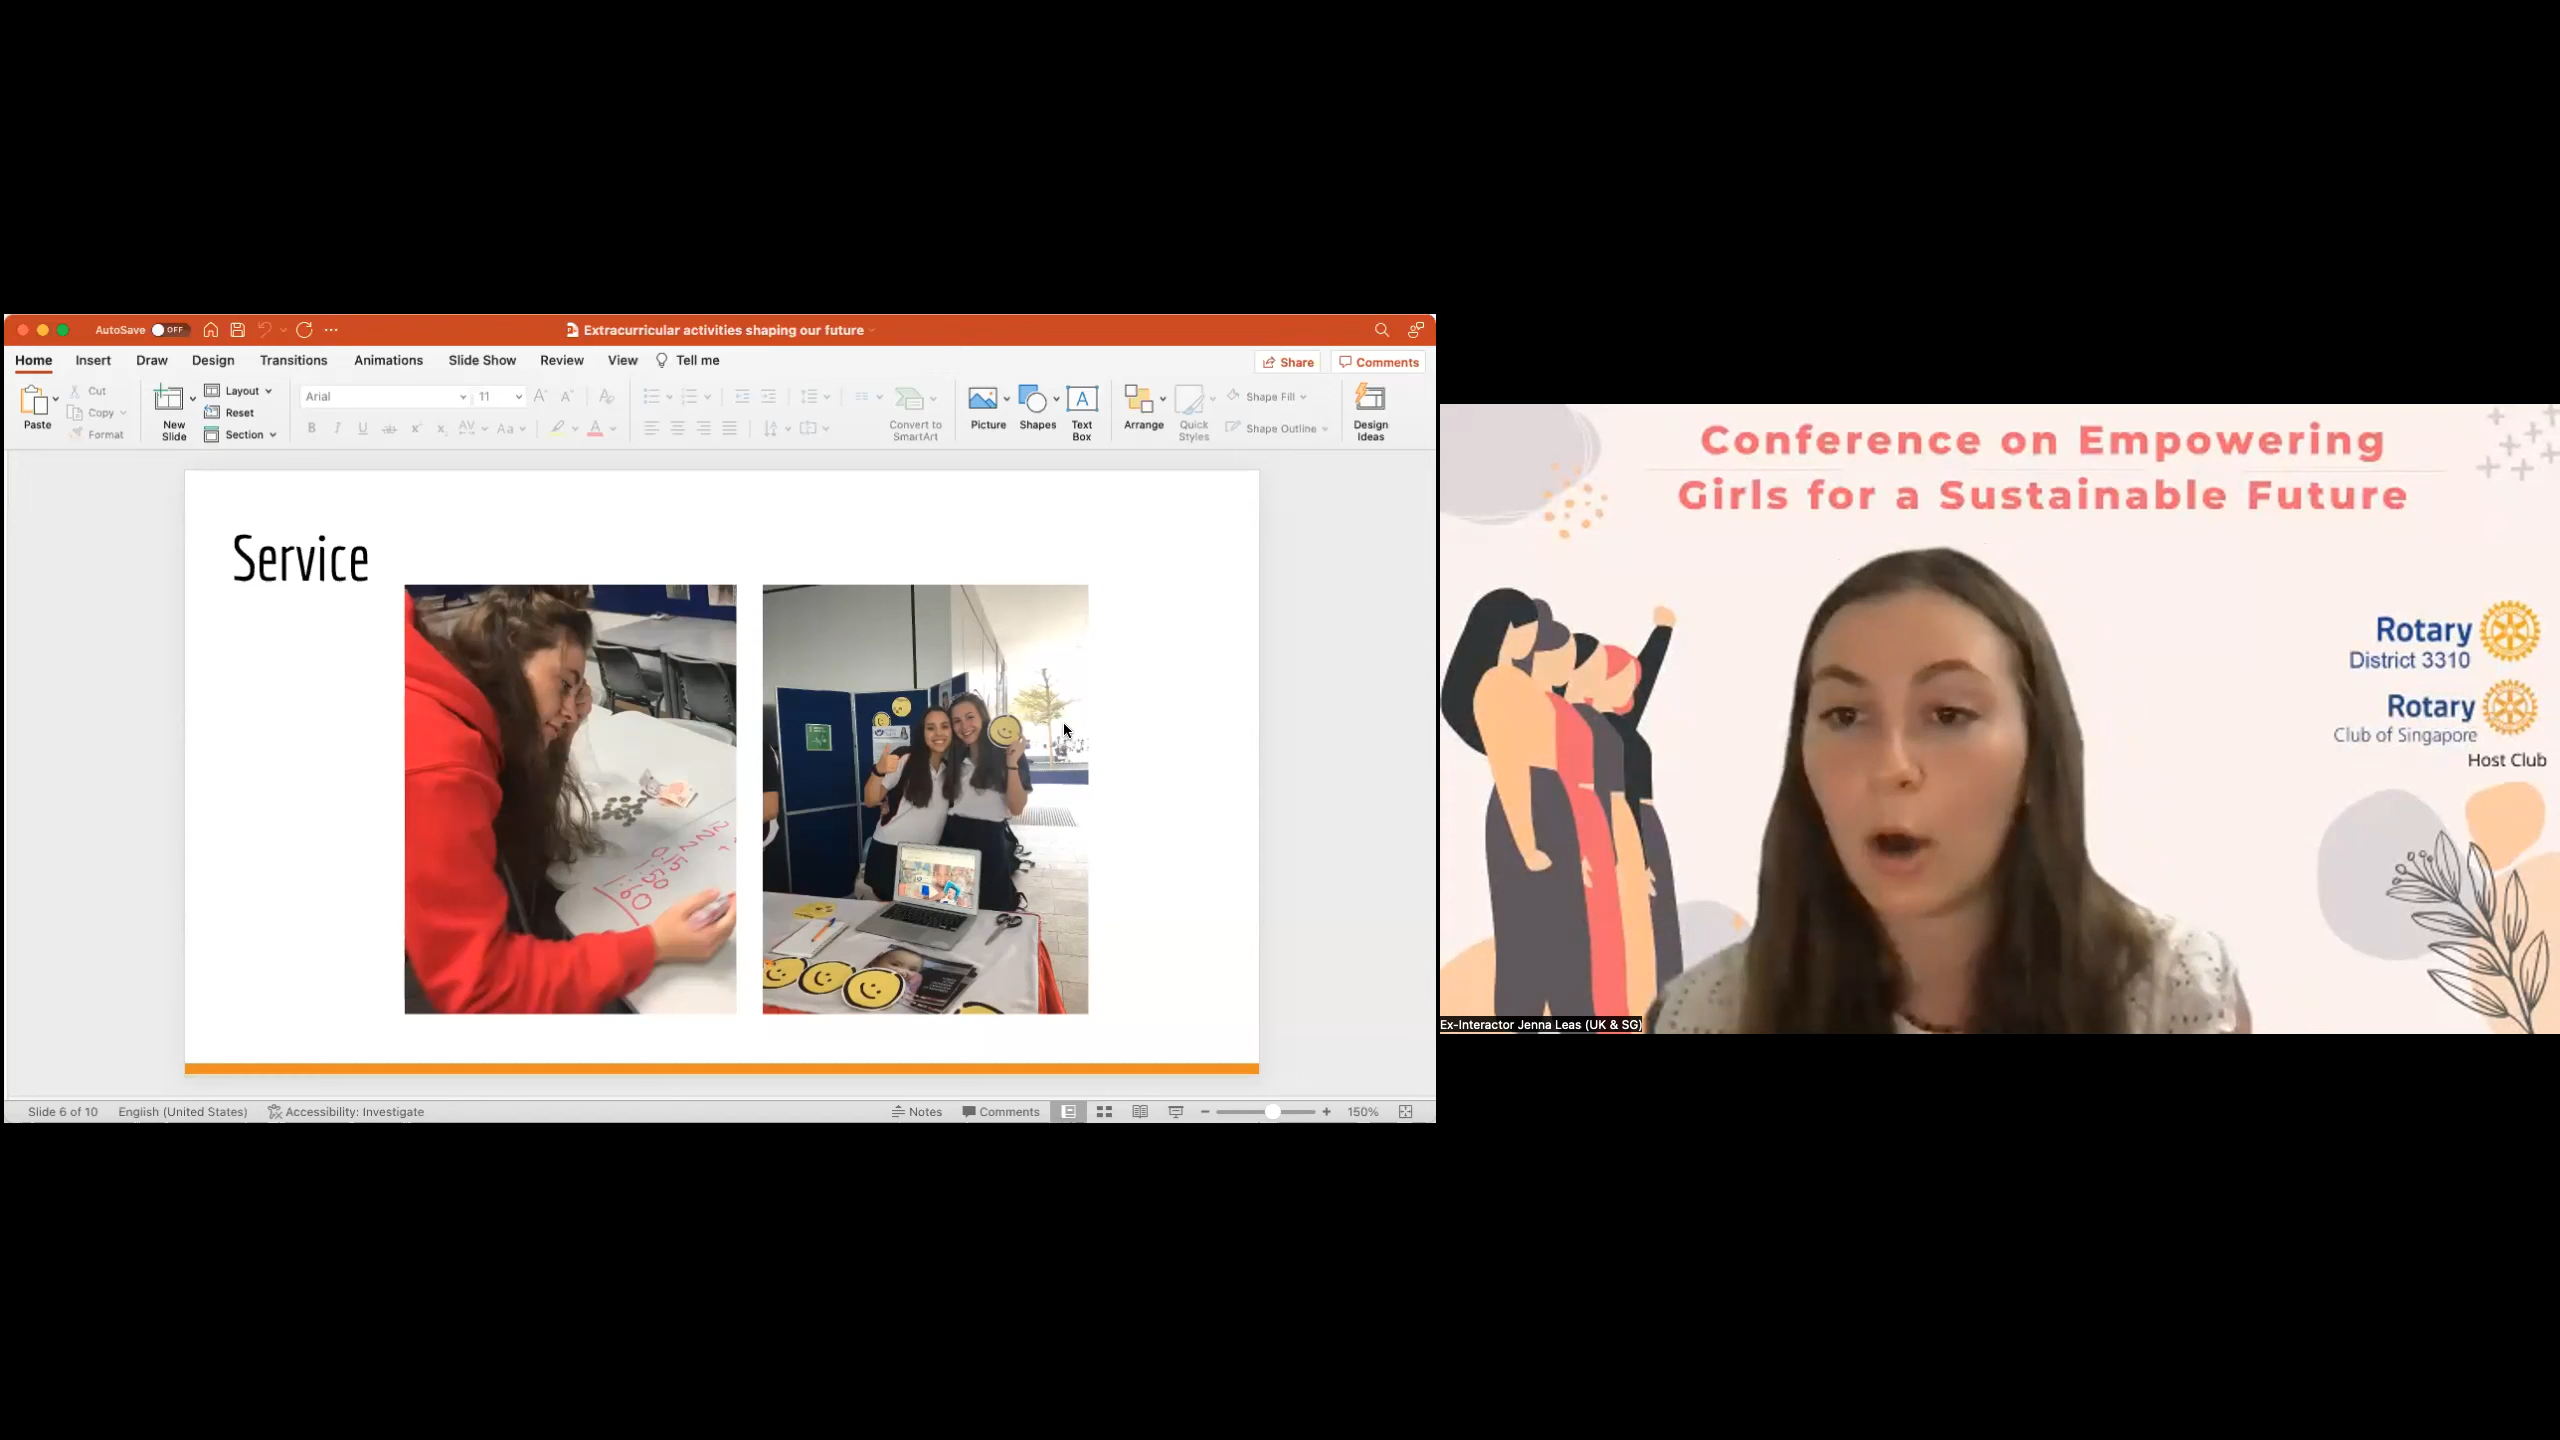 AutoSave OFF
Extracurricular activities shaping our future
Home Insert Draw Design Transitions Animations Slide Show Review View Tell me
Share Comments
Paste
Cut
Copy
Format
New
Slide
Layout
Reset
Section
Arial 11
Convert to
SmartArt
Picture
Shapes
Text
Box
Arrange
Quick
Styles
Shape Fill
Shape Outline
Design
Ideas
Service
Slide 6 of 10 English (United States) Accessibility: Investigate
Notes Comments 150%
Conference on Empowering
Girls for a Sustainable Future
Rotary
District 3310
Rotary
Club of Singapore
Host Club
Ex-Interactor Jenna Leas (UK & SG)